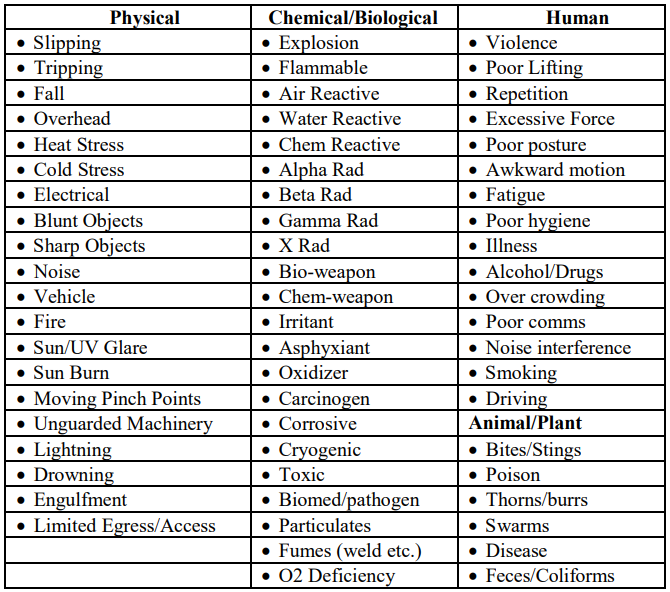 Physical Chemical/Biological Human
• Slipping • Explosion • Violence
• Tripping • Flammable • Poor Lifting
• Fall • Air Reactive • Repetition
• Overhead • Water Reactive • Excessive Force
• Heat Stress • Chem Reactive • Poor posture
• Cold Stress • Alpha Rad • Awkward motion
• Electrical • Beta Rad • Fatigue
• Blunt Objects • Gamma Rad • Poor hygiene
• Sharp Objects • X Rad • Illness
• Noise • Bio-weapon • Alcohol/Drugs
• Vehicle • Chem-weapon • Over crowding
• Fire • Irritant • Poor comms
• Sun/UV Glare • Asphyxiant • Noise interference
• Sun Burn • Oxidizer • Smoking
• Moving Pinch Points • Carcinogen • Driving
• Unguarded Machinery • Corrosive Animal/Plant
• Lightning • Cryogenic • Bites/Stings
• Drowning • Toxic • Poison
• Engulfment • Biomed/pathogen • Thorns/burrs
• Limited Egress/Access • Particulates • Swarms
• Fumes (weld etc.) • Disease
• O2 Deficiency • Feces/Coliforms